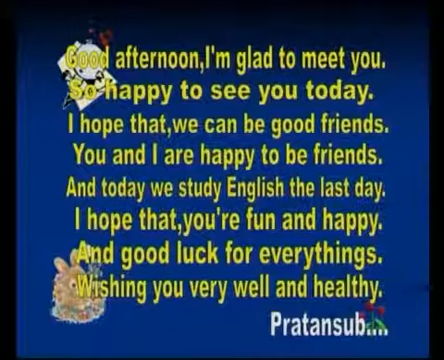 Good afternoon,I'm glad to meet you.
So happy to see you today.
I hope that,we can be good friends.
You and I are happy to be friends.
And today we study English the last day.
I hope that,you're fun and happy.
And good luck for everythings.
Wishing you very well and healthy.
Pratansub....